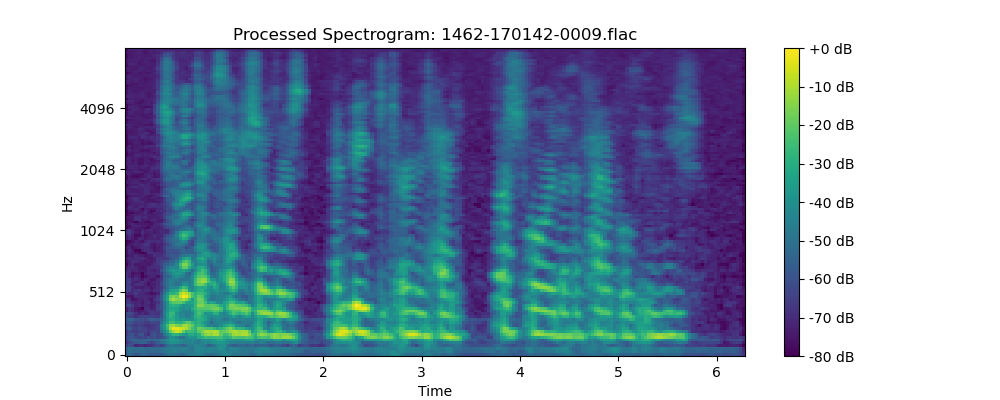 Processed Spectrogram: 1462-170142-0009.flac
Hz
4096
2048
1024
512
0
0 1 2 3 4 5 6
Time
+0 dB
-10 dB
-20 dB
-30 dB
-40 dB
-50 dB
-60 dB
-70 dB
-80 dB